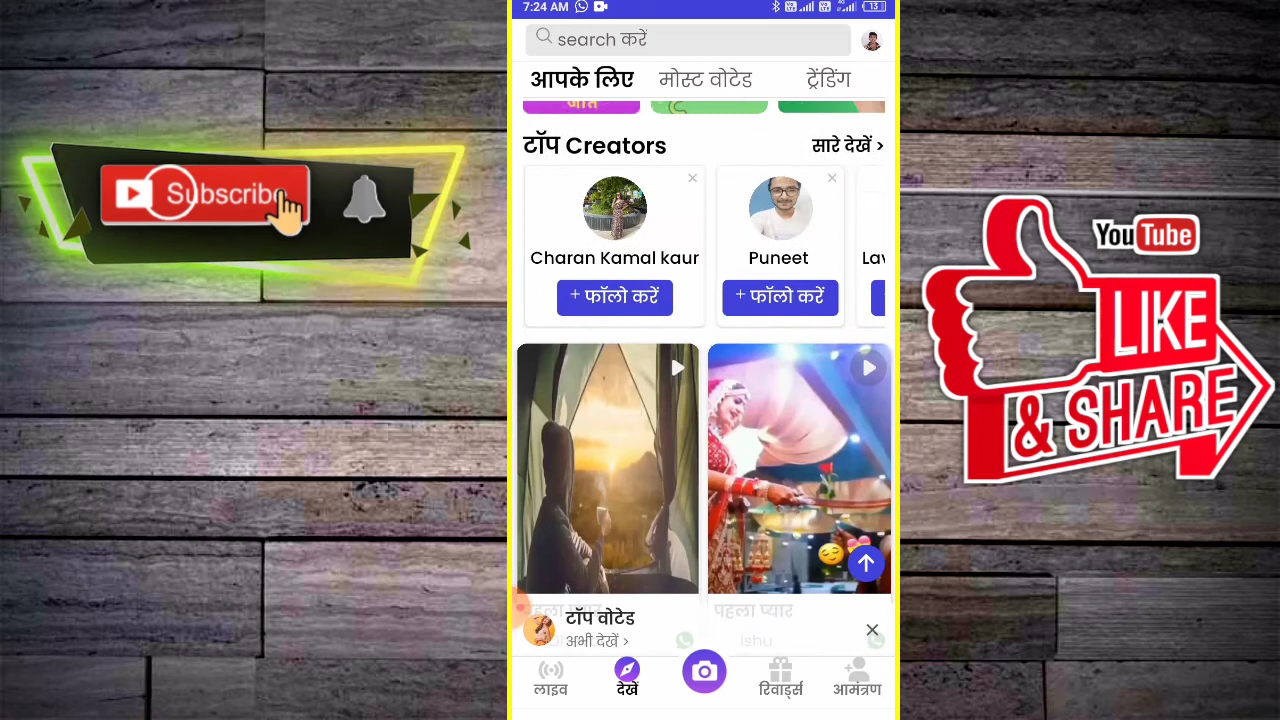 7:24 AM
search करें
आपके लिए
मोस्ट वोटेड
ट्रेंडिंग
टॉप Creators
सारे देखें >
Charan Kamal kaur
Puneet
+ फॉलो करें
+ फॉलो करें
पहला प्यार
Ishu
टॉप वोटेड
अभी देखें >
लाइव
देखें
रिवार्ड्स
आमंत्रण
Subscribe
YouTube
LIKE
& SHARE